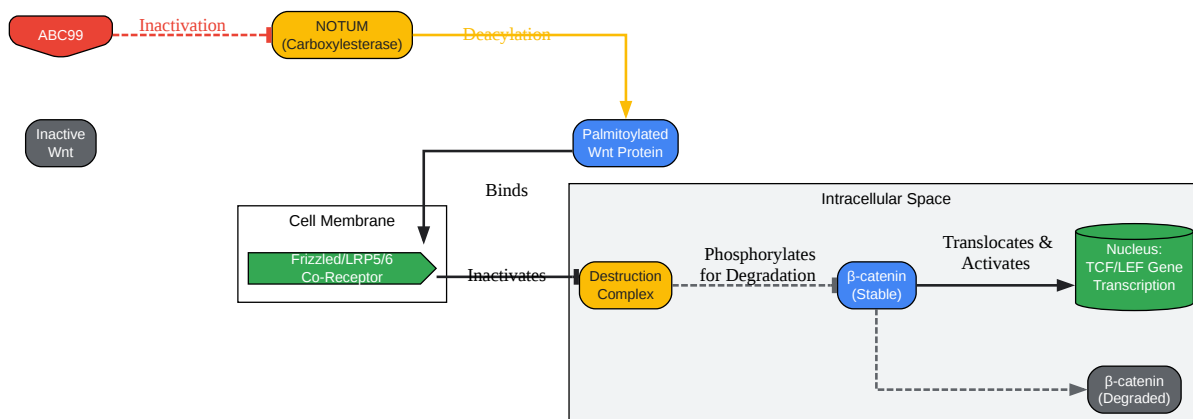 ABC99
Inactivation
NOTUM
(Carboxylesterase)
Deacylation
Inactive
Wnt
Palmitoylated
Wnt Protein
Binds
Cell Membrane
Frizzled/LRP5/6
Co-Receptor
Inactivates
Intracellular Space
Destruction
Complex
Phosphorylates
for Degradation
β-catenin
(Stable)
Translocates &
Activates
Nucleus:
TCF/LEF Gene
Transcription
β-catenin
(Degraded)